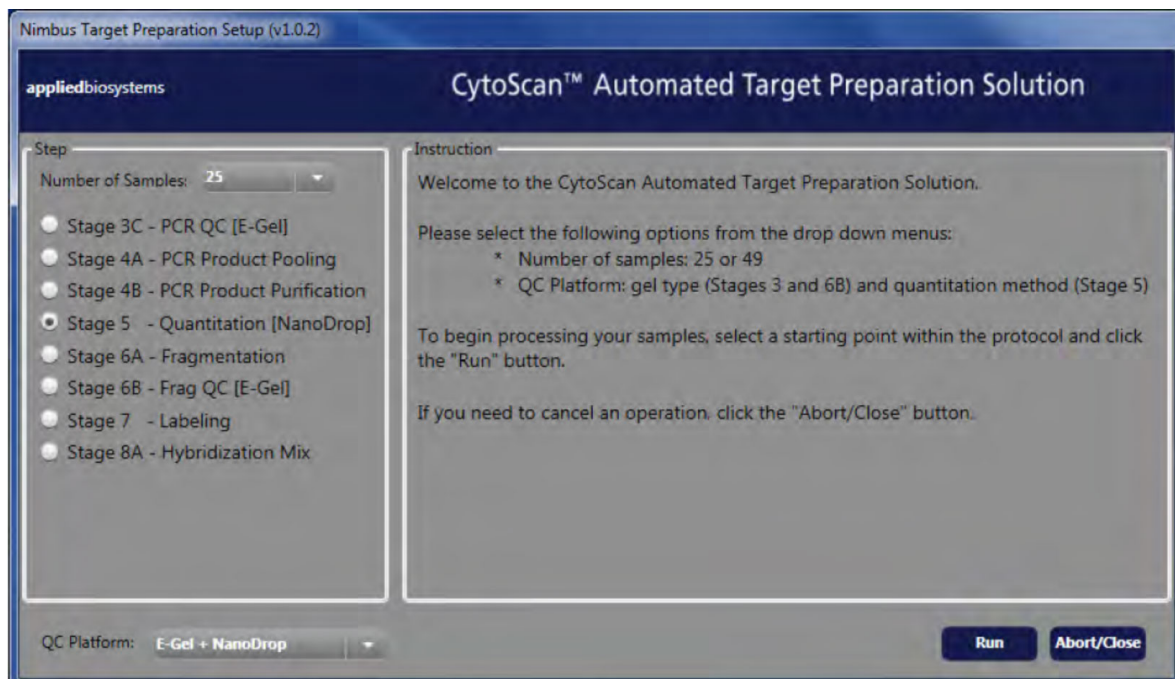 Nimbus Target Preparation Setup (v1.0.2)
appliedbiosystems
CytoScan™ Automated Target Preparation Solution
Step
Number of Samples: 25
Stage 3C - PCR QC [E-Gel]
Stage 4A - PCR Product Pooling
Stage 4B - PCR Product Purification
Stage 5 - Quantitation [NanoDrop]
Stage 6A - Fragmentation
Stage 6B - Frag QC [E-Gel]
Stage 7 - Labeling
Stage 8A - Hybridization Mix
Instruction
Welcome to the CytoScan Automated Target Preparation Solution.
Please select the following options from the drop down menus:
* Number of samples: 25 or 49
* QC Platform: gel type (Stages 3 and 6B) and quantitation method (Stage 5)
To begin processing your samples, select a starting point within the protocol and click
the "Run" button.
If you need to cancel an operation, click the "Abort/Close" button.
QC Platform: E-Gel + NanoDrop
Run
Abort/Close